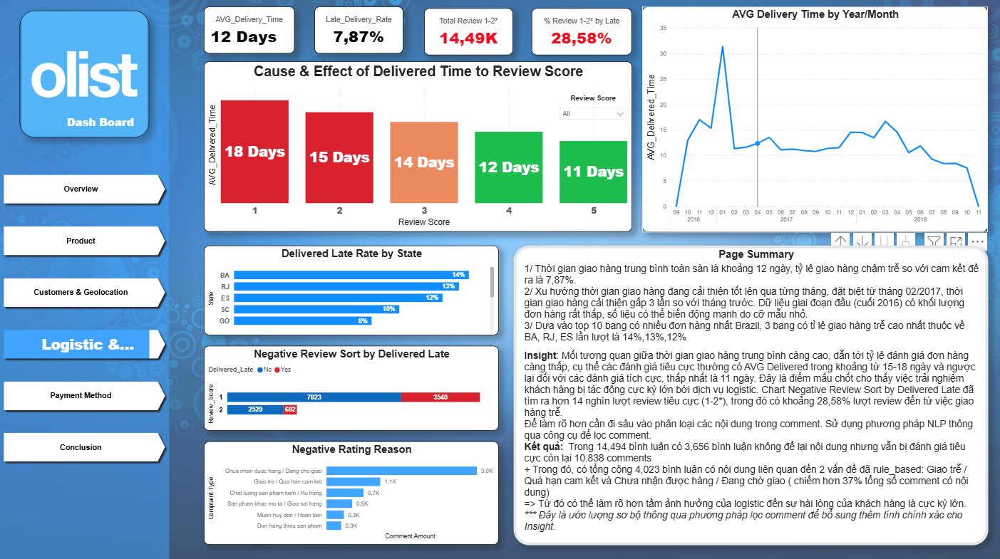 olist
Dash Board
Overview
Product
Customers & Geolocation
Logistic &...
Payment Method
Conclusion
AVG_Delivery_Time
12 Days
Late_Delivery_Rate
7,87%
Total Review 1-2*
14,49K
% Review 1-2* by Late
28,58%
Cause & Effect of Delivered Time to Review Score
Review Score
All
AVG_Delivered_Time
18 Days
15 Days
14 Days
12 Days
11 Days
1 2 3 4 5
Review Score
AVG Delivery Time by Year/Month
AVG_Delivered_Time
35
30
25
20
15
10
5
0
09 10 11 12 01 02 03 04 05 06 07 08 09 10 11 12 01 02 03 04 05 06 07 08 09 10 11
2016 2017 2018
Delivered Late Rate by State
State
BA 14%
RJ 13%
ES 12%
SC 10%
GO 8%
Negative Review Sort by Delivered Late
Delivered_Late No Yes
Review_Score
1 7823 3540
2 2529 602
Negative Rating Reason
Complaint Type
Chua nhan duoc hang / Dang cho giao 3,0K
Giao tre / Qua han cam ket 1,1K
Chat luong san pham kem / Hu hong 0,7K
San pham khac mo ta / Giao sai hang 0,5K
Muon huy don / Hoan tien 0,3K
Don hang thieu san pham 0,3K
Comment Amount
Page Summary
1/ Thời gian giao hàng trung bình toàn sàn là khoảng 12 ngày, tỷ lệ giao hàng chậm trễ so với cam kết đề
ra là 7,87%.
2/ Xu hướng thời gian giao hàng đang cải thiện tốt lên qua từng tháng, đặt biệt từ tháng 02/2017, thời
gian giao hàng cải thiện gấp 3 lần so với tháng trước. Dữ liệu giai đoạn đầu (cuối 2016) có khối lượng
đơn hàng rất thấp, số liệu có thể biến động mạnh do cỡ mẫu nhỏ.
3/ Dựa vào top 10 bang có nhiều đơn hàng nhất Brazil, 3 bang có tỉ lệ giao hàng trễ cao nhất thuộc về
BA, RJ, ES lần lượt là 14%,13%,12%
Insight: Mối tương quan giữa thời gian giao hàng trung bình càng cao, dẫn tới tỷ lệ đánh giá đơn hàng
càng thấp, cụ thể các đánh giá tiêu cực thường có AVG Delivered trong khoảng từ 15-18 ngày và ngược
lại đối với các đánh giá tích cực, thấp nhất là 11 ngày. Đây là điểm mấu chốt cho thấy việc trải nghiệm
khách hàng bị tác động cực kỳ lớn bới dịch vụ logistic. Chart Negative Review Sort by Delivered Late đã
tìm ra hơn 14 nghìn lượt review tiêu cực (1-2*), trong đó có khoảng 28,58% lượt review đến từ việc giao
hàng trễ.
Để làm rõ hơn cần đi sâu vào phân loại các nội dung trong comment. Sử dụng phương pháp NLP thông
qua công cụ để lọc comment.
Kết quả: Trong 14,494 bình luận có 3,656 bình luận không để lại nội dung nhưng vẫn bị đánh giá tiêu
cực còn lại 10.838 comments
+ Trong đó, có tổng cộng 4,023 bình luận có nội dung liên quan đến 2 vấn đề đã rule_based: Giao trễ /
Quá hạn cam kết và Chưa nhận được hàng / Đang chờ giao ( chiếm hơn 37% tổng số comment có nội
dung)
=> Từ đó có thể làm rõ hơn tầm ảnh hưởng của logistic đến sự hài lòng của khách hàng là cực kỳ lớn.
*** Đây là ước lượng sơ bộ thông qua phương pháp lọc comment để bổ sung thêm tính chính xác cho
Insight.